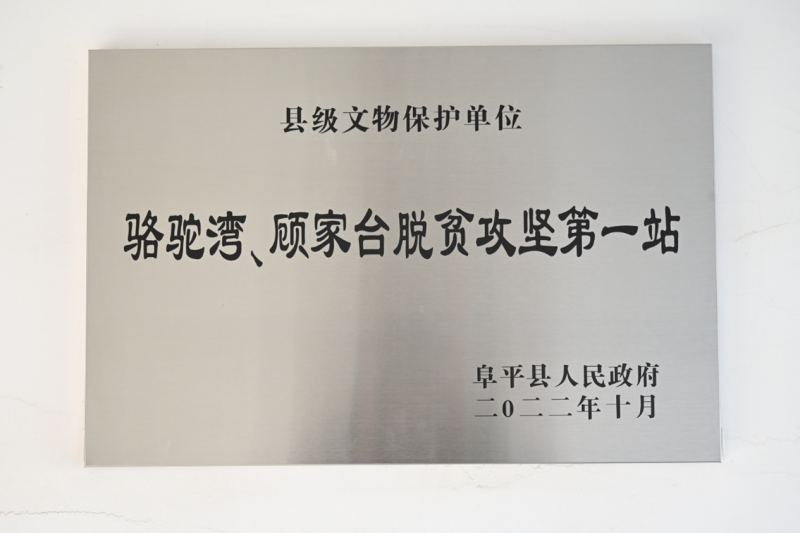 县级文物保护单位
骆驼湾、顾家台脱贫攻坚第一站
阜平县人民政府
二0二二年十月